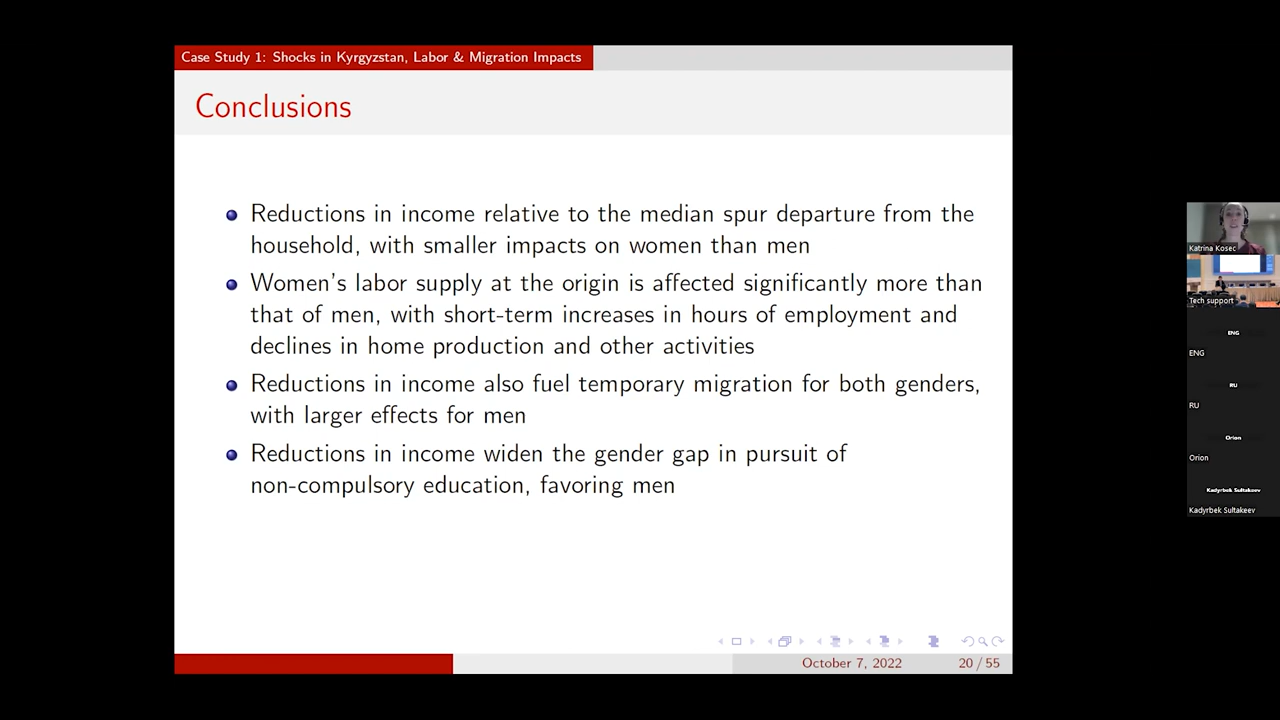 Case Study 1: Shocks in Kyrgyzstan, Labor & Migration Impacts
Conclusions
Reductions in income relative to the median spur departure from the
household, with smaller impacts on women than men
Women's labor supply at the origin is affected significantly more than
that of men, with short-term increases in hours of employment and
declines in home production and other activities
Reductions in income also fuel temporary migration for both genders,
with larger effects for men
Reductions in income widen the gender gap in pursuit of
non-compulsory education, favoring men
October 7, 2022
20 / 55
Katrina Kosec
Tech support
ENG
ENG
RU
RU
Orion
Orion
Kadyrbek Sultakeev
Kadyrbek Sultakeev